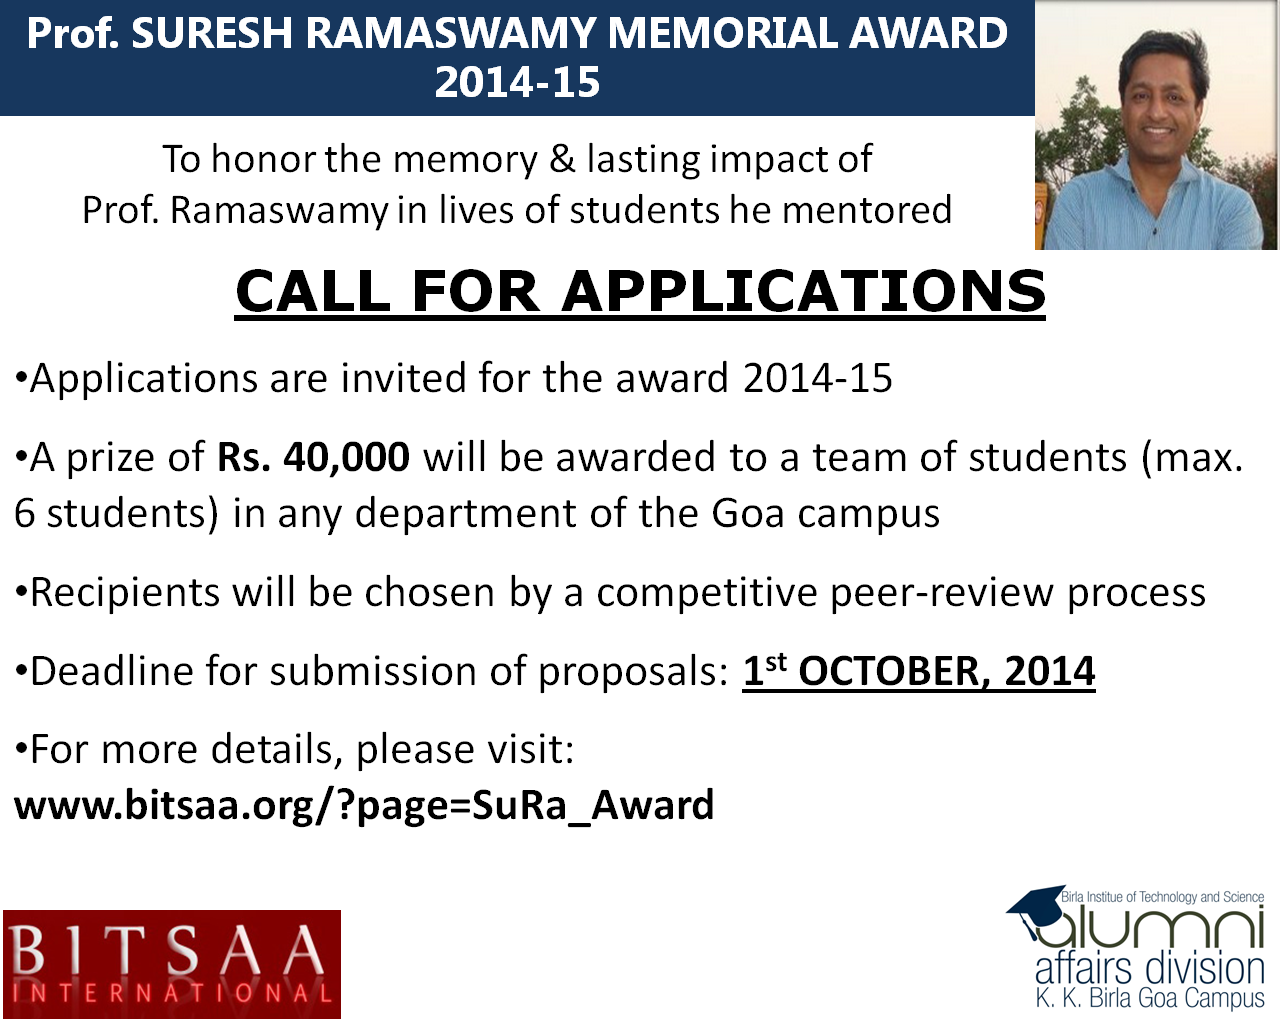 Prof. SURESH RAMASWAMY MEMORIAL AWARD
2014-15
To honor the memory & lasting impact of
Prof. Ramaswamy in lives of students he mentored
CALL FOR APPLICATIONS
•Applications are invited for the award 2014-15
•A prize of Rs. 40,000 will be awarded to a team of students (max.
6 students) in any department of the Goa campus
•Recipients will be chosen by a competitive peer-review process
•Deadline for submission of proposals: 1st OCTOBER, 2014
•For more details, please visit:
www.bitsaa.org/?page=SuRa_Award
BITSAA
INTERNATIONAL
Birla Institue of Technology and Science
alumni
affairs division
K. K. Birla Goa Campus